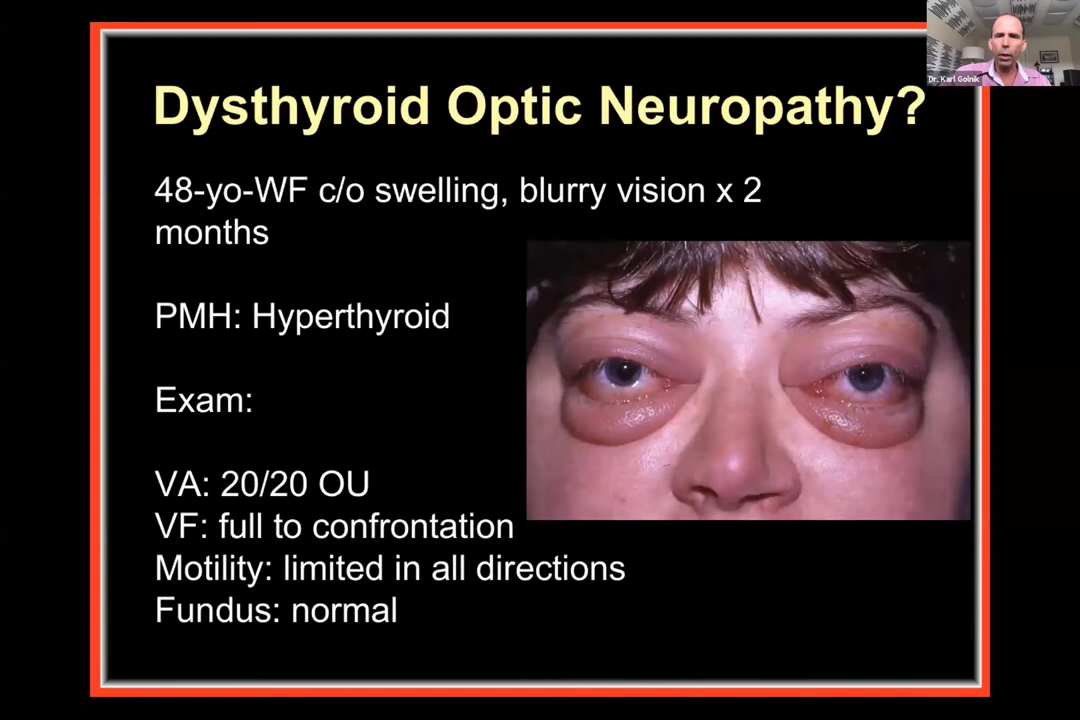 Dr. Karl Golnik
Dysthyroid Optic Neuropathy?
48-yo-WF c/o swelling, blurry vision x 2
months
PMH: Hyperthyroid
Exam:
VA: 20/20 OU
VF: full to confrontation
Motility: limited in all directions
Fundus: normal